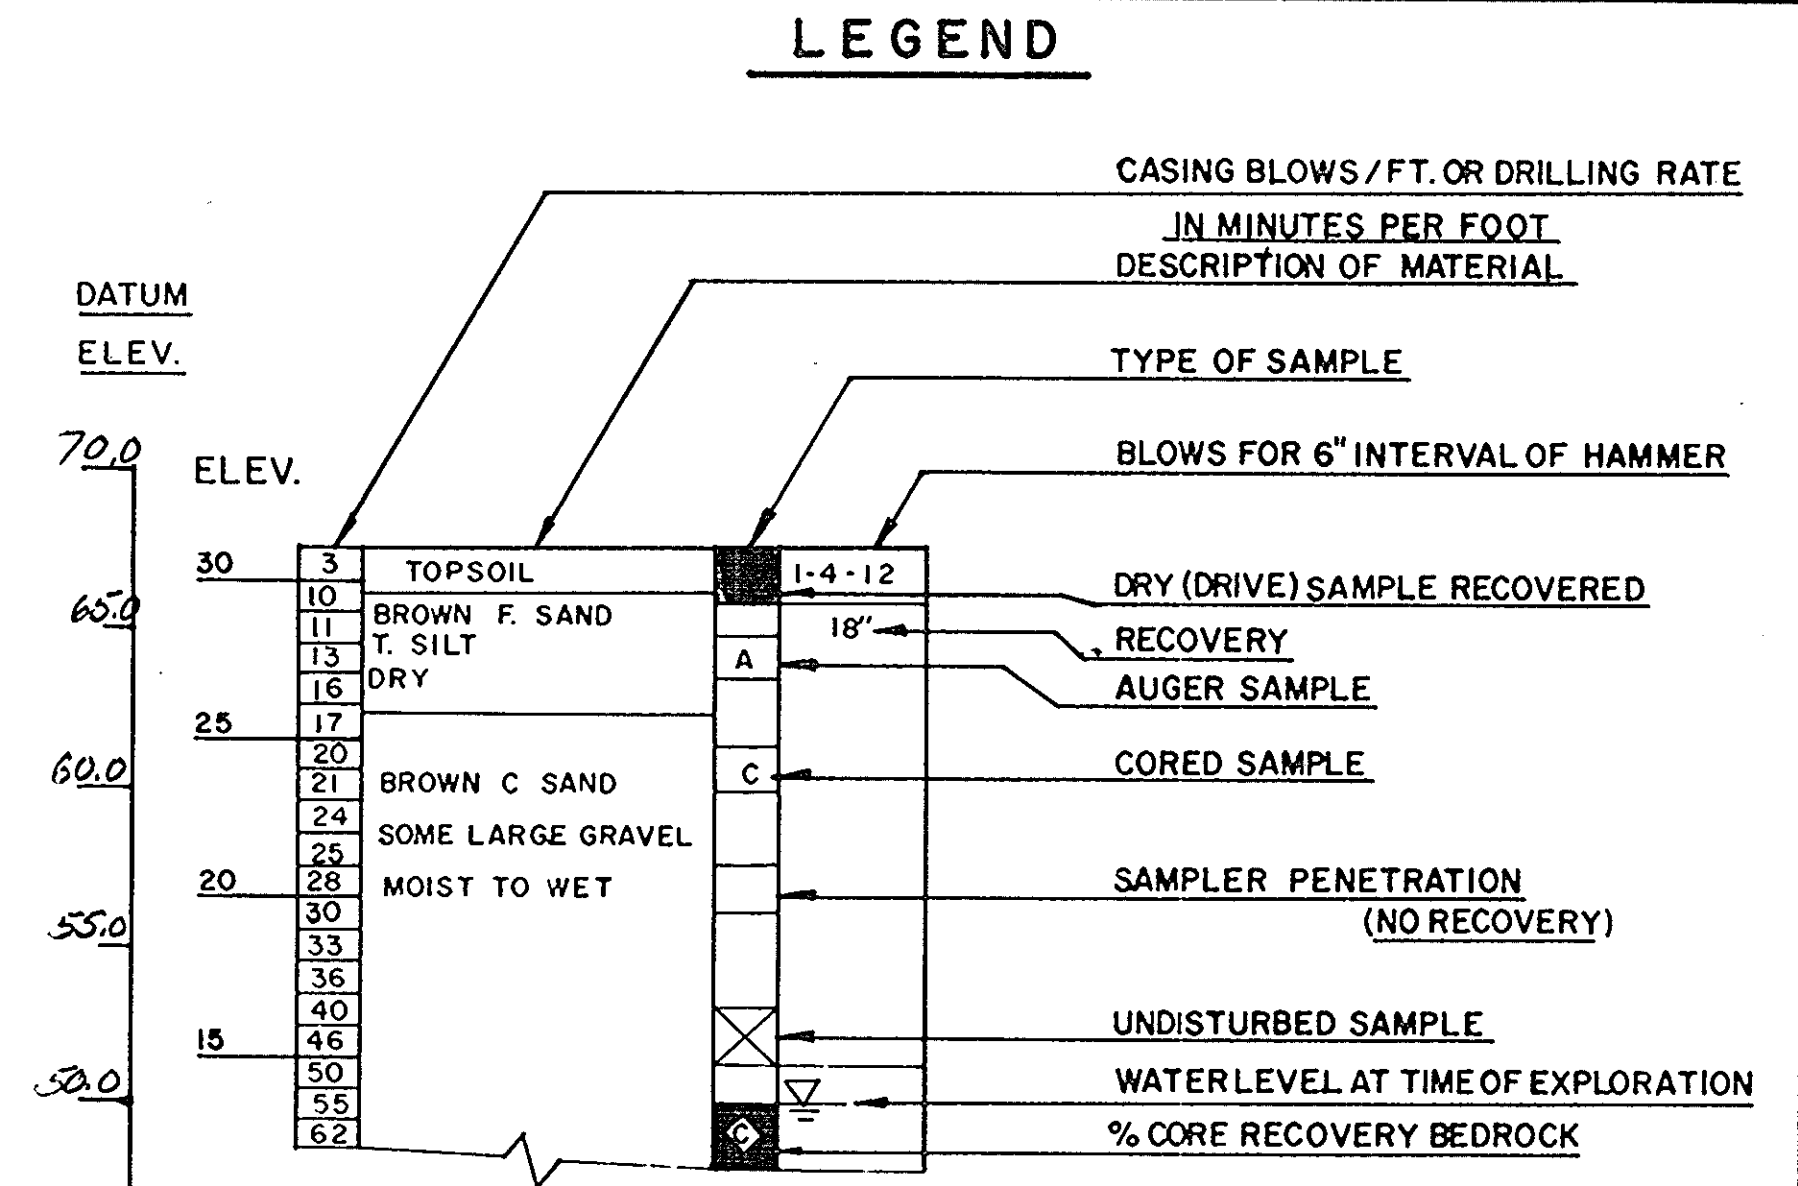 LEGEND
CASING BLOWS/FT. OR DRILLING RATE
IN MINUTES PER FOOT
DESCRIPTION OF MATERIAL
DATUM
ELEV.
TYPE OF SAMPLE
70.0
ELEV.
BLOWS FOR 6" INTERVAL OF HAMMER
30
3
TOPSOIL
1-4-12
DRY (DRIVE) SAMPLE RECOVERED
65.0
10
BROWN F. SAND
11
18"
RECOVERY
T. SILT
13
A
16
DRY
AUGER SAMPLE
25
17
20
60.0
21
BROWN C SAND
C
CORED SAMPLE
24
SOME LARGE GRAVEL
25
20
28
MOIST TO WET
SAMPLER PENETRATION
30
55.0
(NO RECOVERY)
33
36
40
UNDISTURBED SAMPLE
15
46
50
50.0
WATER LEVEL AT TIME OF EXPLORATION
55
62
C
% CORE RECOVERY BEDROCK